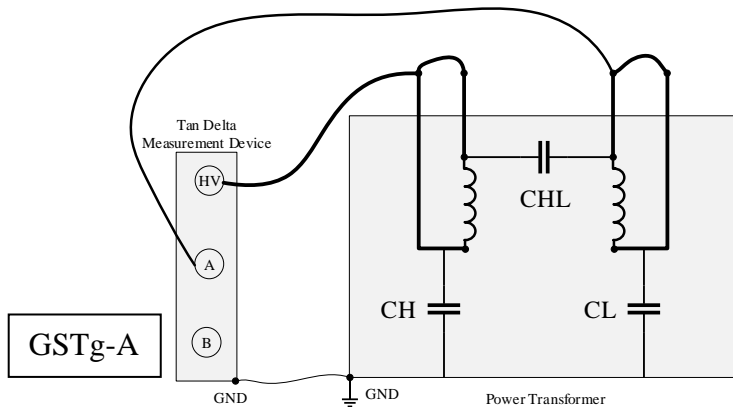 Tan Delta
Measurement Device
HV
CHL
A
CH
CL
B
GSTg-A
GND
GND
Power Transformer